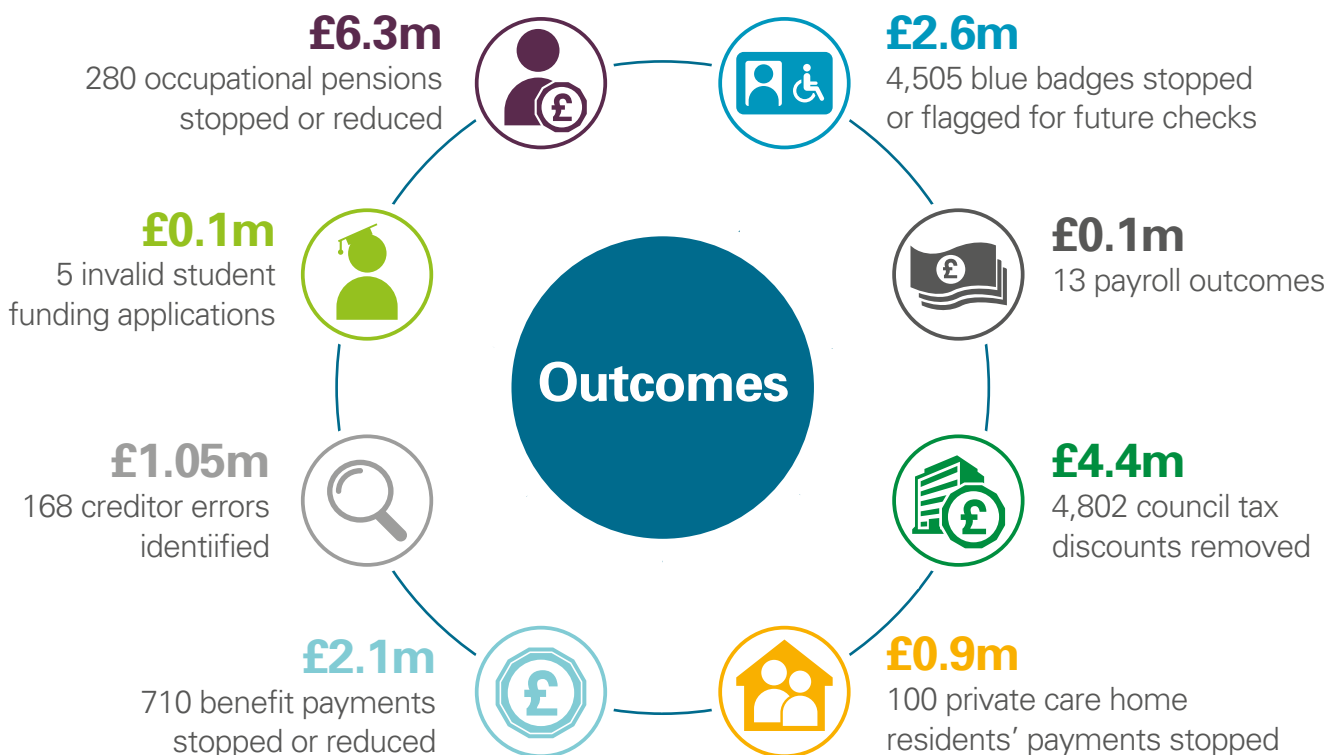 £6.3m
280 occupational pensions
stopped or reduced
£
£2.6m
4,505 blue badges stopped
or flagged for future checks
£0.1m
5 invalid student
funding applications
£
£0.1m
13 payroll outcomes
Outcomes
£1.05m
168 creditor errors
identiified
£
£4.4m
4,802 council tax
discounts removed
£2.1m
710 benefit payments
stopped or reduced
£
£0.9m
100 private care home
residents’ payments stopped